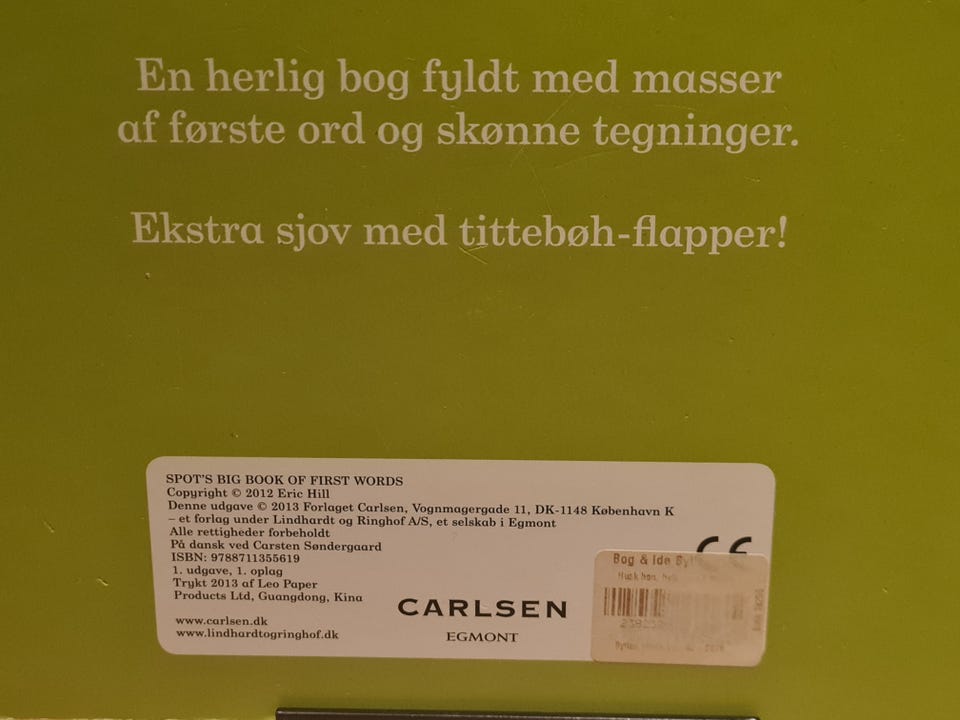 En herlig bog fyldt med masser
af første ord og skønne tegninger.
Ekstra sjov med tittebøh-flapper!
SPOT'S BIG BOOK OF FIRST WORDS
Copyright © 2012 Eric Hill
Denne udgave © 2013 Forlaget Carlsen, Vognmagergade 11, DK-1148 København K
– et forlag under Lindhardt og Ringhof A/S, et selskab i Egmont
Alle rettigheder forbeholdt
På dansk ved Carsten Søndergaard
ISBN: 9788711355619
1. udgave, 1. oplag
Trykt 2013 af Leo Paper
Products Ltd, Guangdong, Kina
www.carlsen.dk
www.lindhardtogringhof.dk
CARLSEN
EGMONT
CE
Bog & Ide